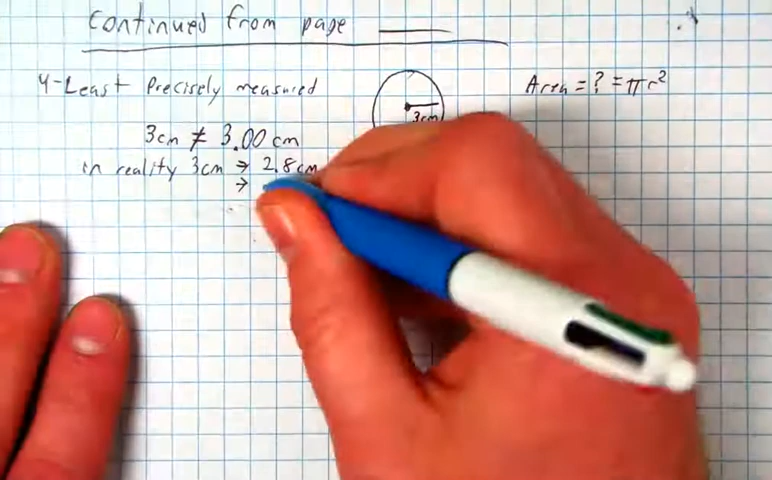 Continued from page
4-Least Precisely measured
Area = ? = πr²
3cm
3cm ≠ 3.00 cm
in reality 3cm → 2.8cm
→